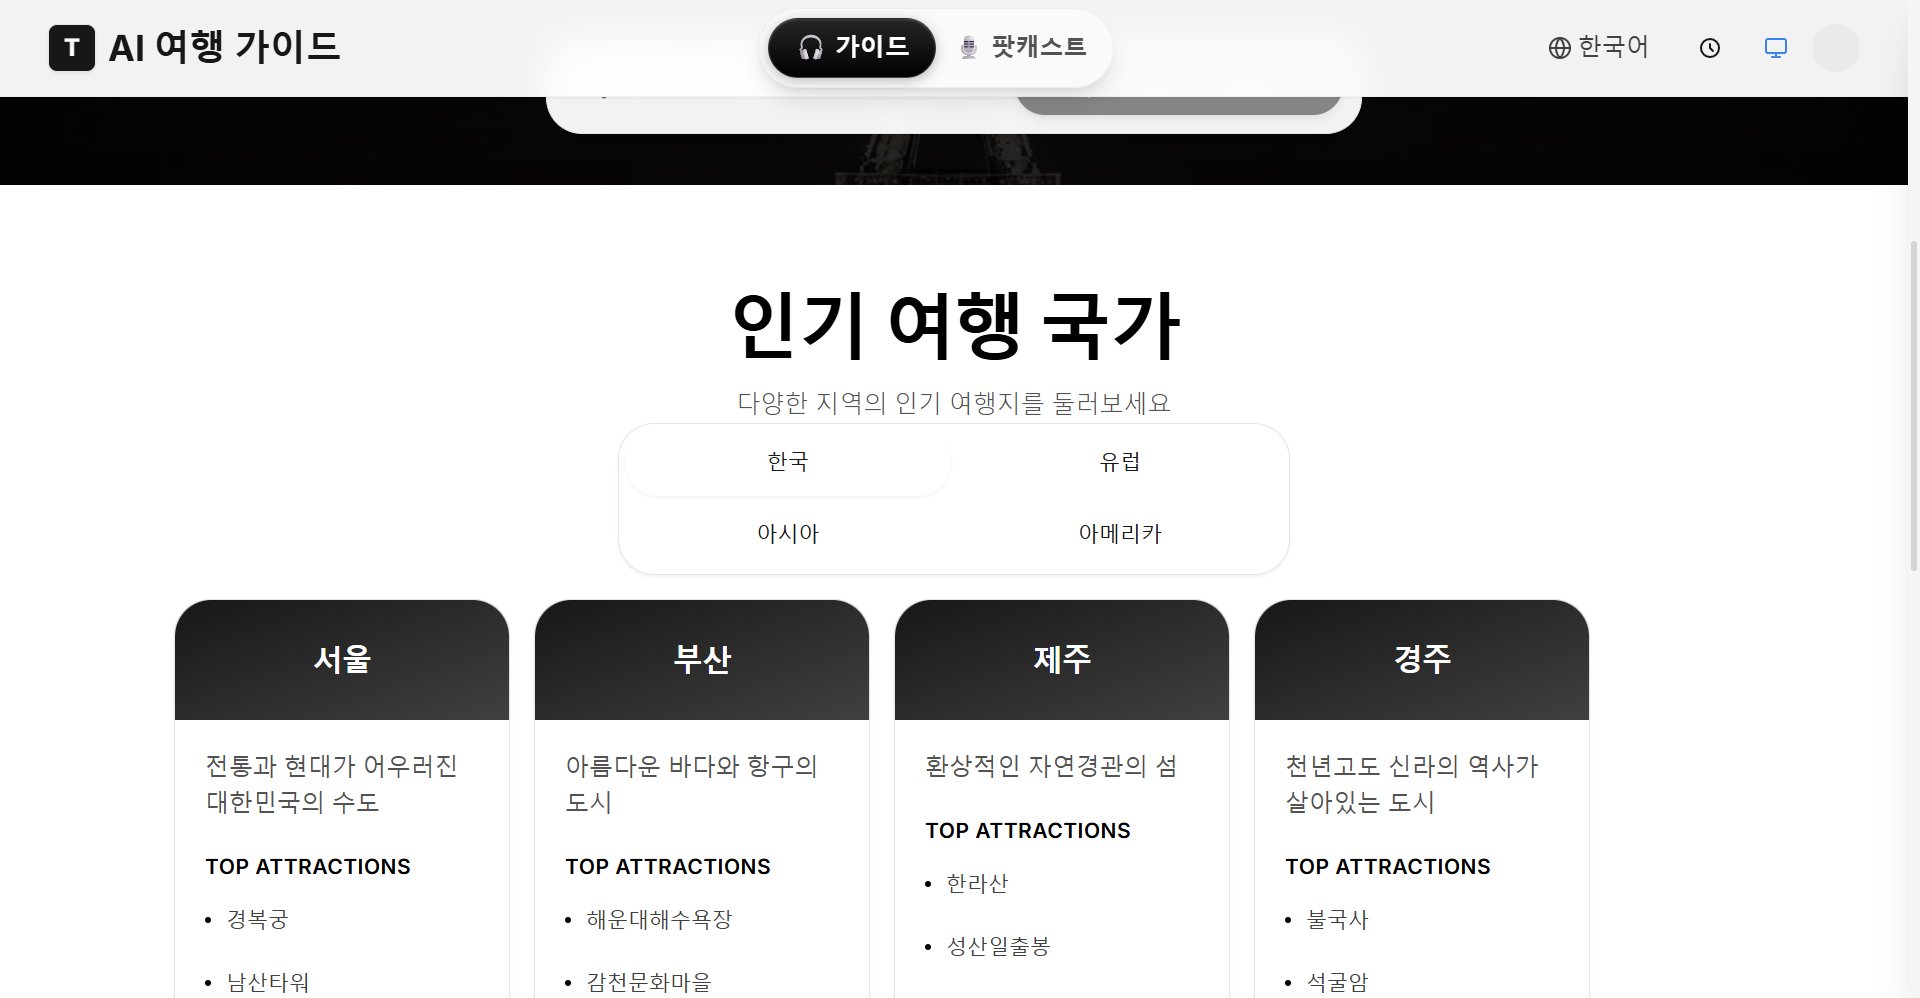 T AI 여행 가이드
가이드
팟캐스트
한국어
인기 여행 국가
다양한 지역의 인기 여행지를 둘러보세요
한국
유럽
아시아
아메리카
서울
전통과 현대가 어우러진
대한민국의 수도
TOP ATTRACTIONS
• 경복궁
• 남산타워
부산
아름다운 바다와 항구의
도시
TOP ATTRACTIONS
• 해운대해수욕장
• 감천문화마을
제주
환상적인 자연경관의 섬
TOP ATTRACTIONS
• 한라산
• 성산일출봉
경주
천년고도 신라의 역사가
살아있는 도시
TOP ATTRACTIONS
• 불국사
• 석굴암